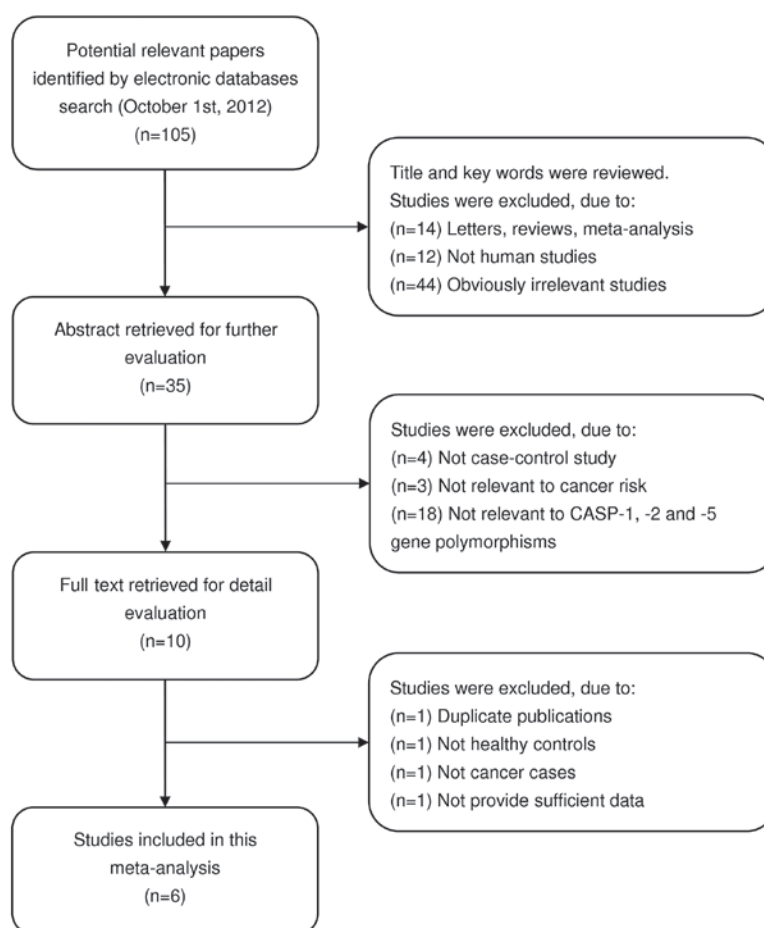 Potential relevant papers
identified by electronic databases
search (October 1st, 2012)
(n=105)
Title and key words were reviewed.
Studies were excluded, due to:
(n=14) Letters, reviews, meta-analysis
(n=12) Not human studies
(n=44) Obviously irrelevant studies
Abstract retrieved for further
evaluation
(n=35)
Studies were excluded, due to:
(n=4) Not case-control study
(n=3) Not relevant to cancer risk
(n=18) Not relevant to CASP-1, -2 and -5
gene polymorphisms
Full text retrieved for detail
evaluation
(n=10)
Studies were excluded, due to:
(n=1) Duplicate publications
(n=1) Not healthy controls
(n=1) Not cancer cases
(n=1) Not provide sufficient data
Studies included in this
meta-analysis
(n=6)